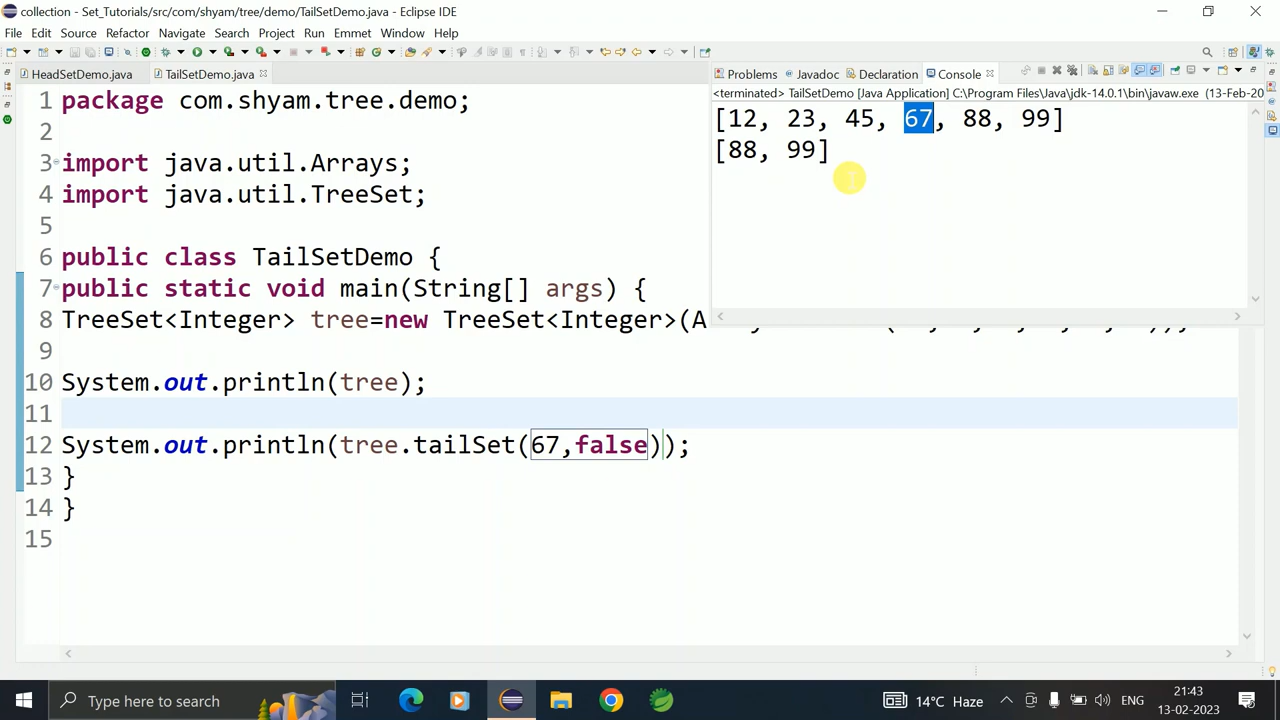 collection - Set_Tutorials/src/com/shyam/tree/demo/TailSetDemo.java - Eclipse IDE
File Edit Source Refactor Navigate Search Project Run Emmet Window Help
HeadSetDemo.java TailSetDemo.java
Problems Javadoc Declaration Console
<terminated> TailSetDemo [Java Application] C:\Program Files\Java\jdk-14.0.1\bin\javaw.exe (13-Feb-20
[12, 23, 45, 67, 88, 99]
[88, 99]
1 package com.shyam.tree.demo;
2
3 import java.util.Arrays;
4 import java.util.TreeSet;
5
6 public class TailSetDemo {
7 public static void main(String[] args) {
8 TreeSet<Integer> tree=new TreeSet<Integer>(
9
10 System.out.println(tree);
11
12 System.out.println(tree.tailSet(67,false));
13 }
14 }
15
Type here to search
14°C Haze
ENG
21:43
13-02-2023